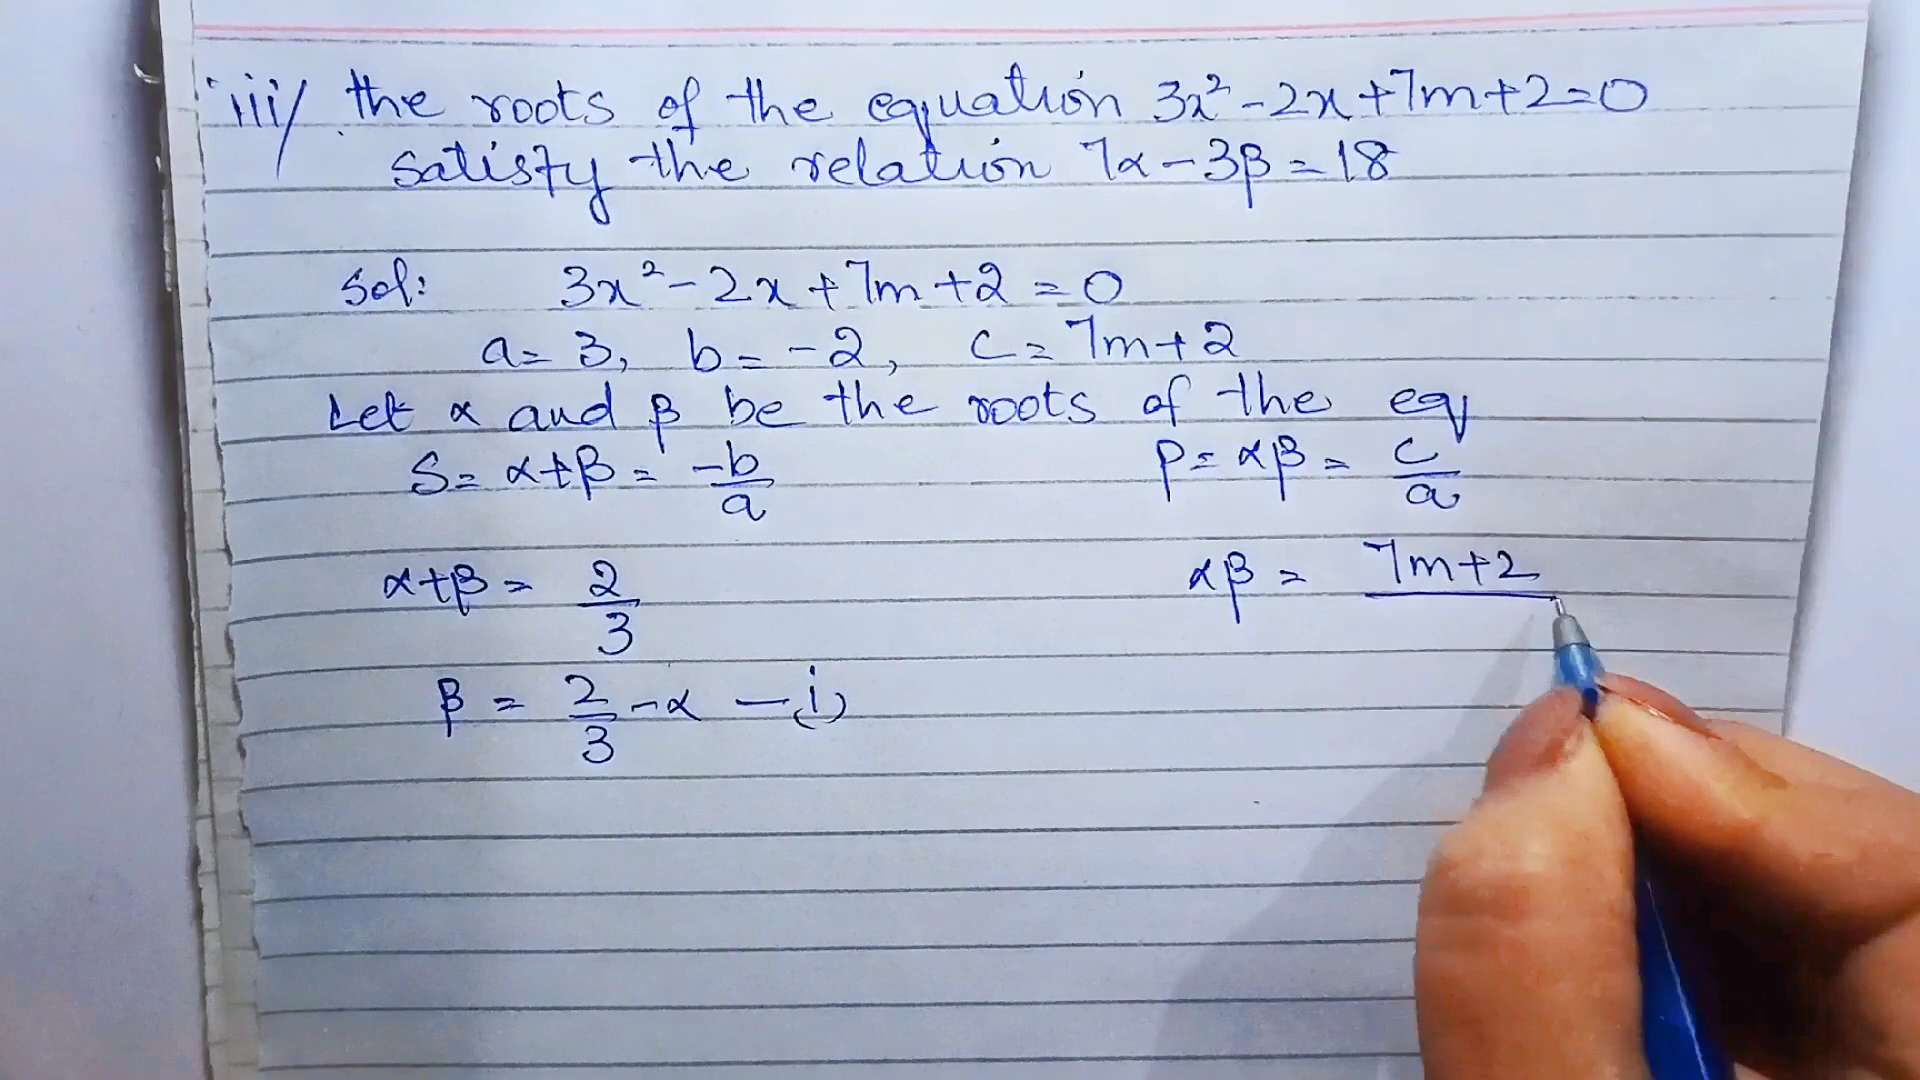 iii/ the roots of the equation 3x²-2x+7m+2=0
satisfy the relation 7α-3β=18
Sol: 3x²-2x+7m+2=0
a=3, b=-2, c=7m+2
Let α and β be the roots of the eq
S=α+β=-b/a P=αβ=c/a
α+β=2/3 αβ=7m+2
β=2/3-α —(i)